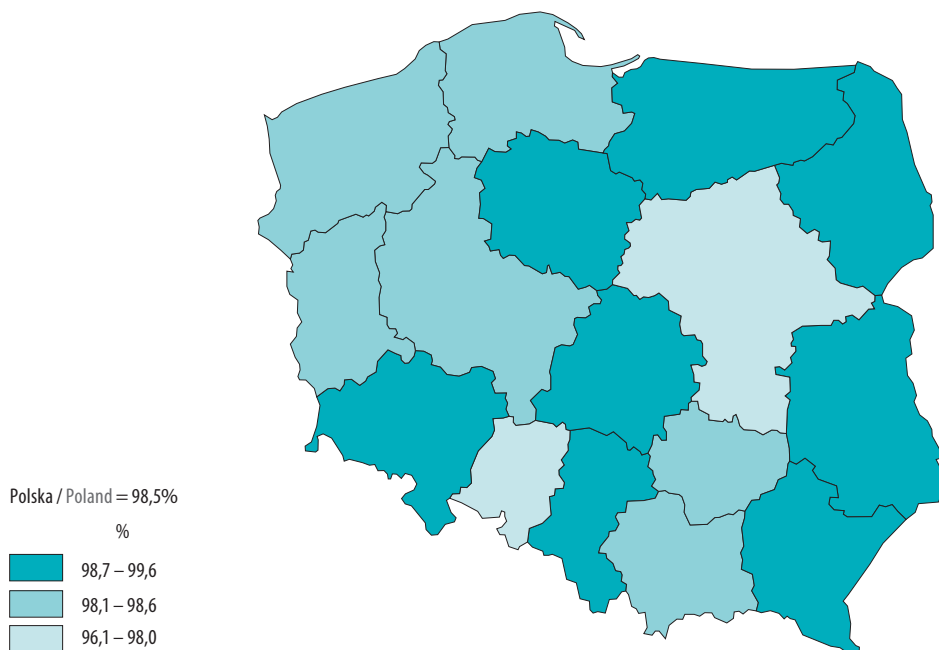 Polska / Poland = 98,5%
%
98,7 – 99,6
98,1 – 98,6
96,1 – 98,0